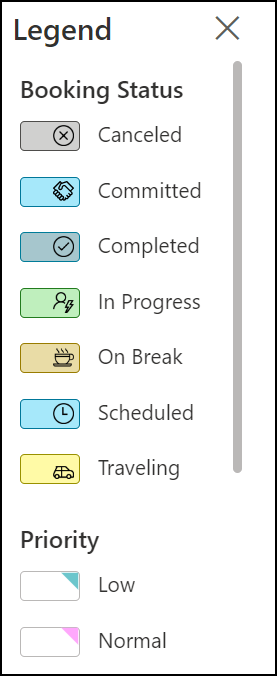 Legend
Booking Status
Canceled
Committed
Completed
In Progress
On Break
Scheduled
Traveling
Priority
Low
Normal